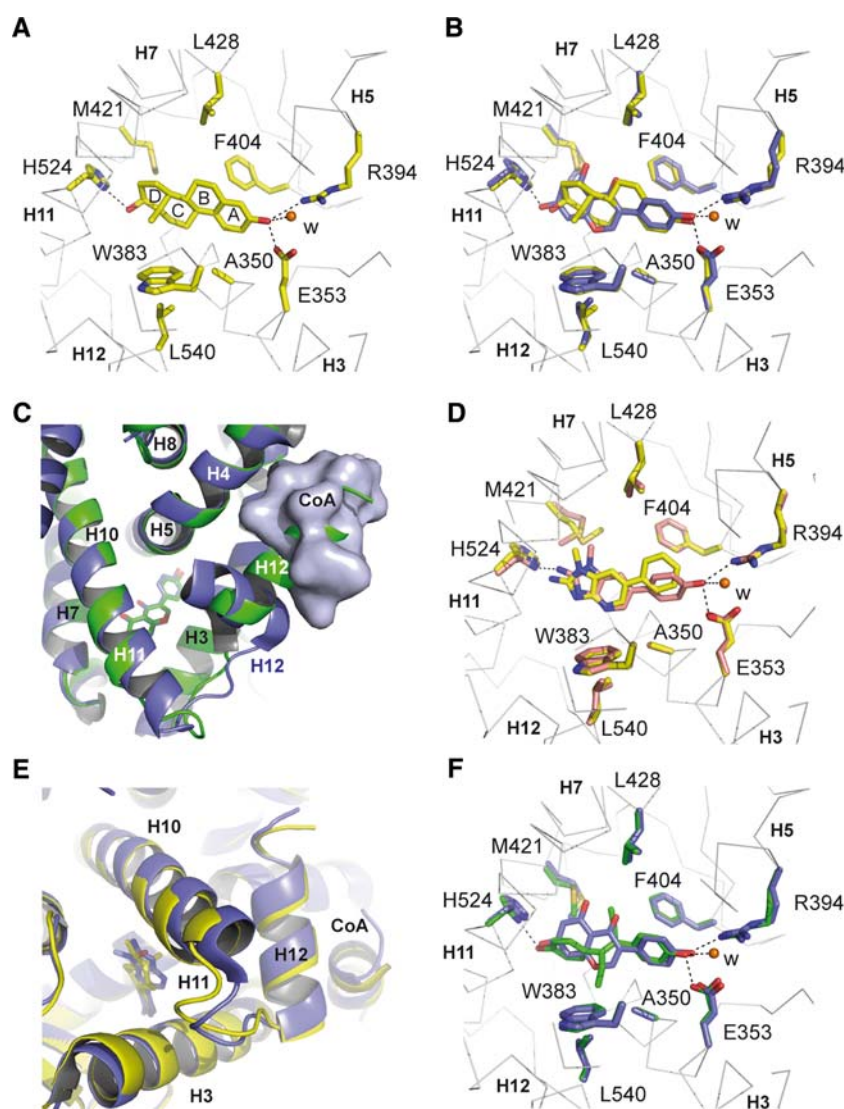 A
L428
H7
H5
M421
F404
H524
R394
D
B
C
A
H11
W
W383
A350
E353
H12
L540
H3
B
L428
H7
H5
M421
F404
H524
R394
H11
W
W383
A350
E353
H12
L540
H3
C
H8
H4
CoA
H10
H5
H12
H7
H3
H11
H12
D
L428
H7
H5
M421
F404
H524
R394
H11
W
W383
A350
E353
H12
L540
H3
E
H10
CoA
H12
H11
H3
F
L428
H7
H5
M421
F404
H524
R394
H11
W
W383
A350
E353
H12
L540
H3